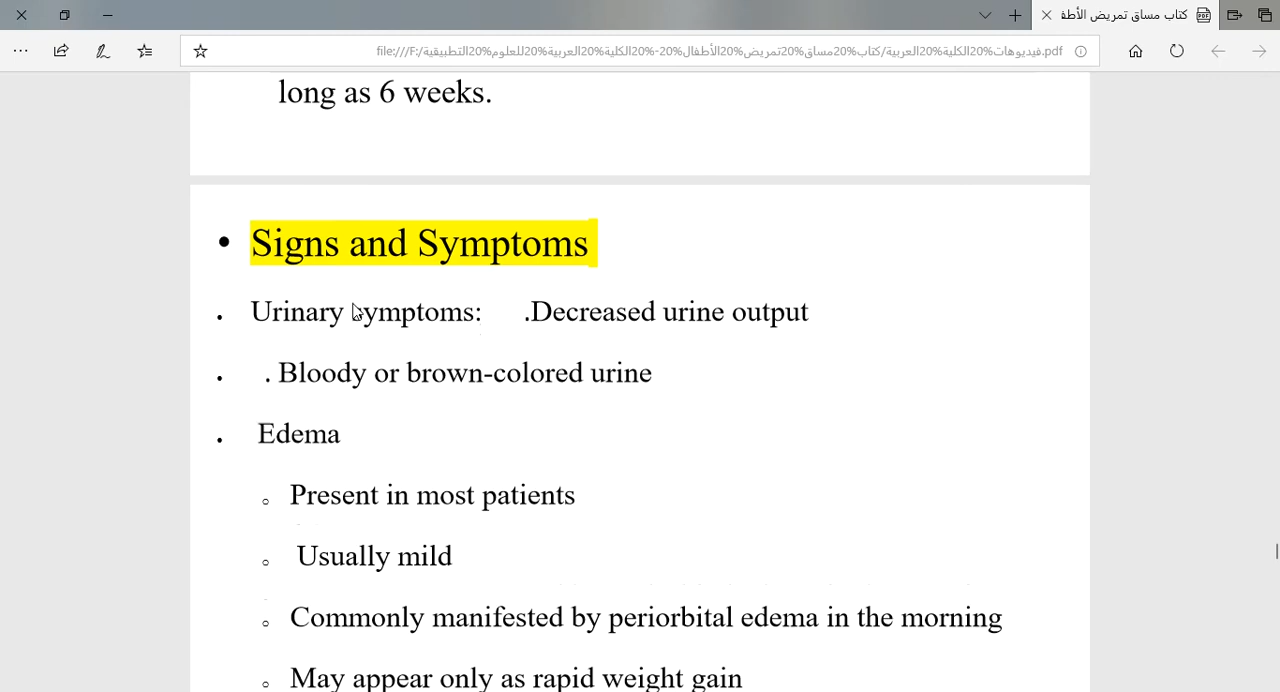 كتاب مساق تمريض الأطف
file:///F:/فيديوهات%20الكلية%20العربية/كتاب%20مساق%20تمريض%20الأطفال%20-%20الكلية%20العربية%20للعلوم%20التطبيقية.pdf
long as 6 weeks.
• Signs and Symptoms
• Urinary symptoms: .Decreased urine output
• . Bloody or brown-colored urine
• Edema
o Present in most patients
o Usually mild
o Commonly manifested by periorbital edema in the morning
o May appear only as rapid weight gain